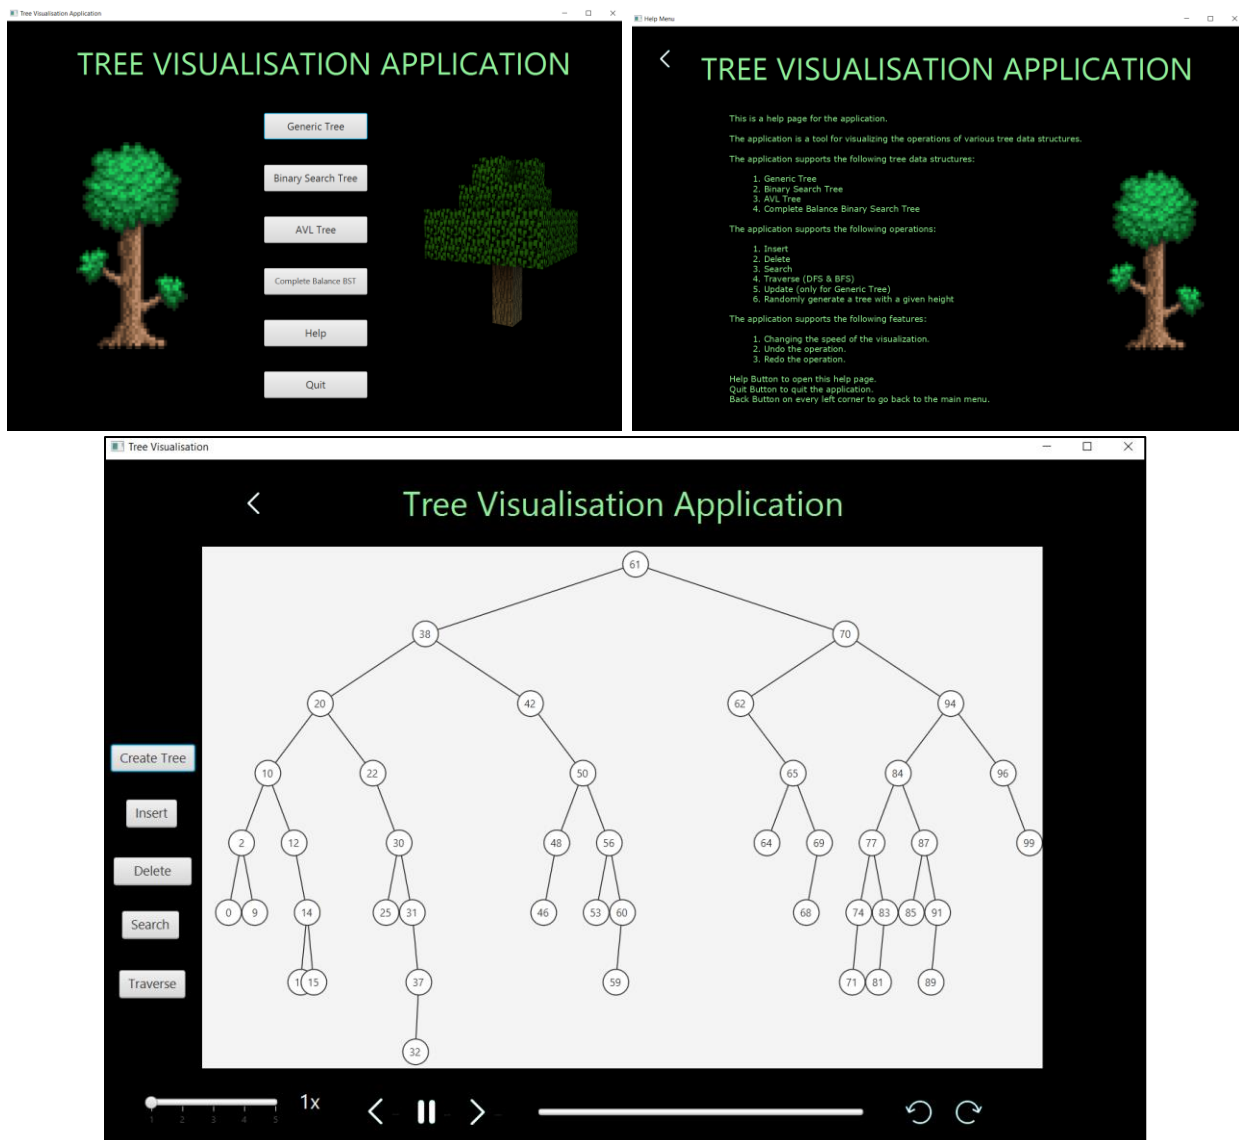 Tree Visualisation Application
TREE VISUALISATION APPLICATION
Generic Tree
Binary Search Tree
AVL Tree
Complete Balance BST
Help
Quit
Help Menu
TREE VISUALISATION APPLICATION
This is a help page for the application.
The application is a tool for visualizing the operations of various tree data structures.
The application supports the following tree data structures:
1. Generic Tree
2. Binary Search Tree
3. AVL Tree
4. Complete Balance Binary Search Tree
The application supports the following operations:
1. Insert
2. Delete
3. Search
4. Traverse (DFS & BFS)
5. Update (only for Generic Tree)
6. Randomly generate a tree with a given height
The application supports the following features:
1. Changing the speed of the visualization.
2. Undo the operation.
3. Redo the operation.
Help Button to open this help page.
Quit Button to quit the application.
Back Button on every left corner to go back to the main menu.
Tree Visualisation
Tree Visualisation Application
61
38 70
20 42 62 94
10 22 50 65 84 96
2 12 30 48 56 64 69 77 87 99
0 9 14 25 31 46 53 60 68 74 83 85 91
15 37 59 71 81 89
32
Create Tree
Insert
Delete
Search
Traverse
1 2 3 4 5
1x